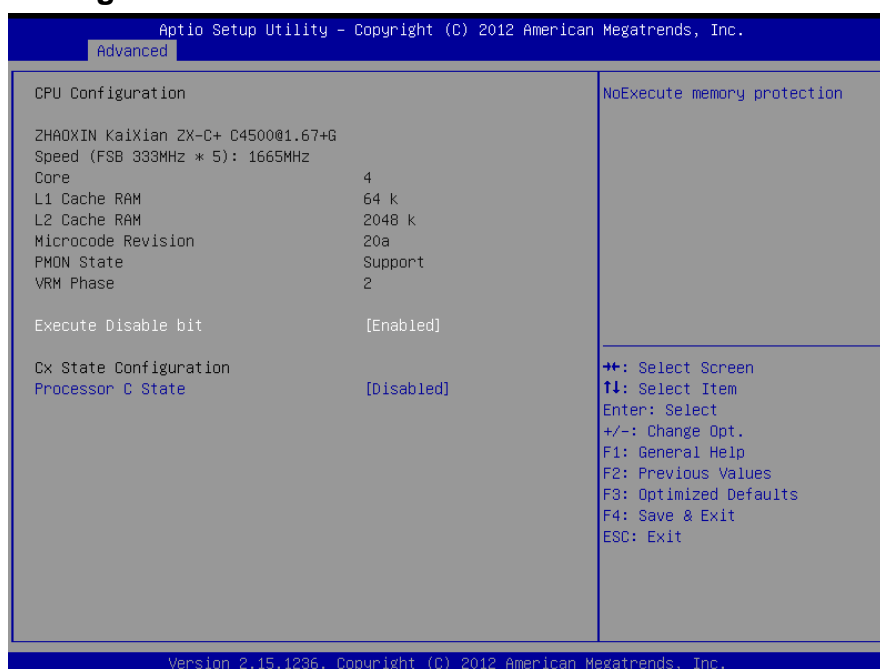 Aptio Setup Utility – Copyright (C) 2012 American Megatrends, Inc.
Advanced
CPU Configuration
ZHAOXIN KaiXian ZX-C+ C4500@1.67+G
Speed (FSB 333MHz * 5): 1665MHz
Core 4
L1 Cache RAM 64 k
L2 Cache RAM 2048 k
Microcode Revision 20a
PMON State Support
VRM Phase 2
Execute Disable bit [Enabled]
Cx State Configuration
Processor C State [Disabled]
NoExecute memory protection
→←: Select Screen
↑↓: Select Item
Enter: Select
+/-: Change Opt.
F1: General Help
F2: Previous Values
F3: Optimized Defaults
F4: Save & Exit
ESC: Exit
Version 2.15.1236. Copyright (C) 2012 American Megatrends, Inc.